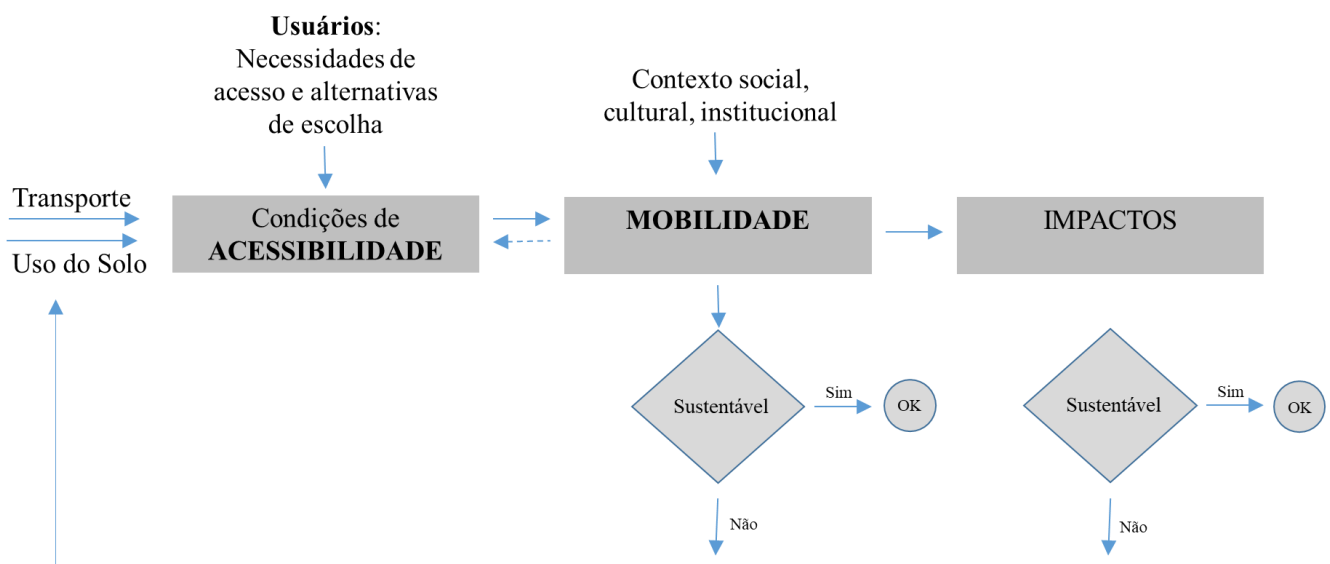 Usuários:
Necessidades de
acesso e alternativas
de escolha
Contexto social,
cultural, institucional
Transporte
Uso do Solo
Condições de
ACESSIBILIDADE
MOBILIDADE
IMPACTOS
Sustentável
Sim
OK
Não
Sustentável
Sim
OK
Não